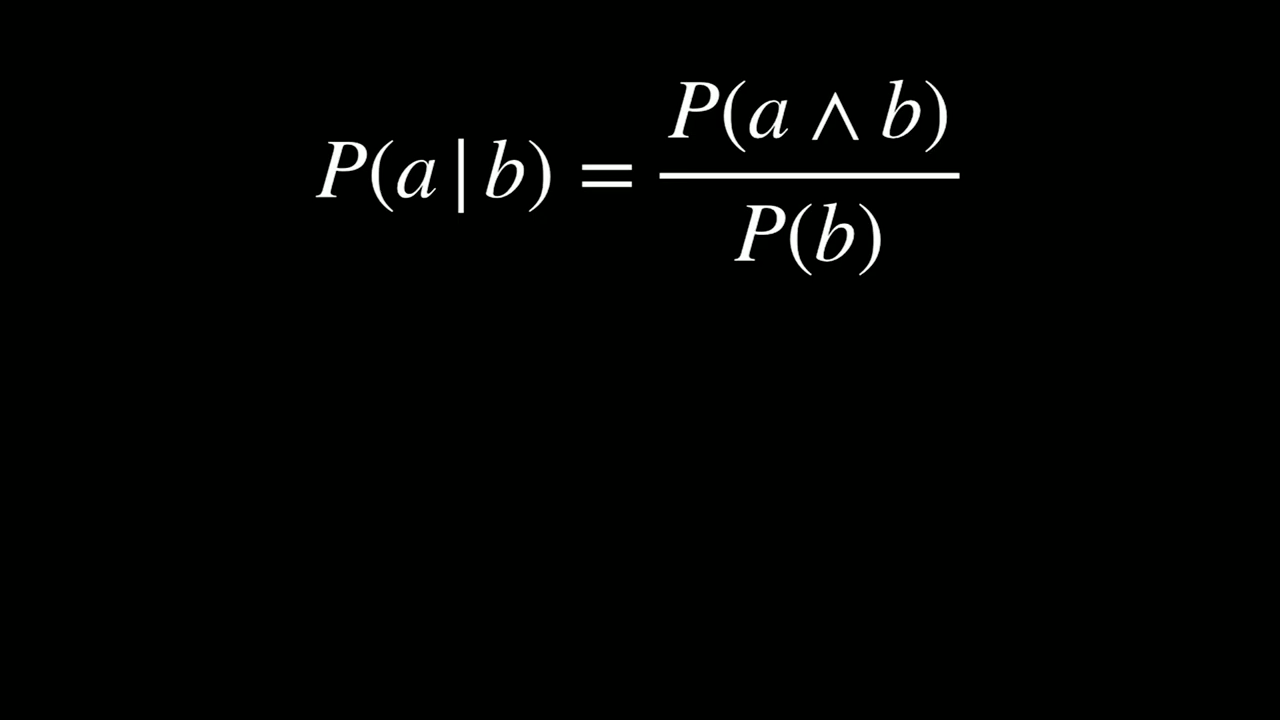 P(a | b) = P(a ∧ b) / P(b)